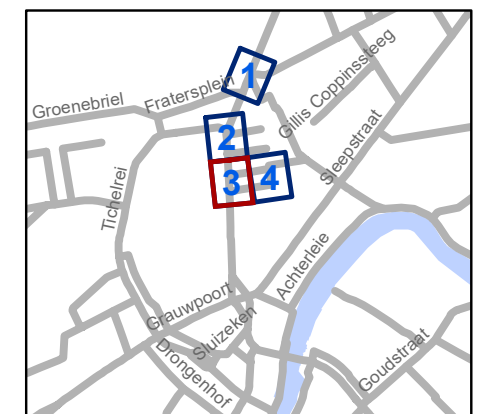 1
Gillis Coppinssteeg
Fratersplein
Groenebriel
2
Sleepstraat
3
4
Tichelrei
Achterleie
Grauwpoort
Sluizeken
Drongenhof
Goudstraat